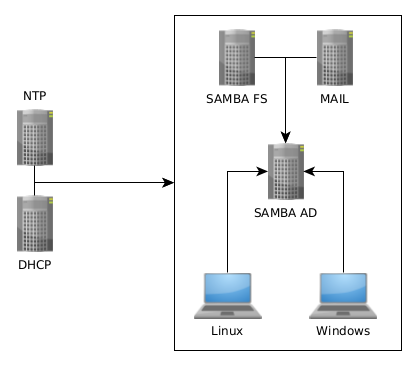 NTP
DHCP
SAMBA FS
MAIL
SAMBA AD
Linux
Windows